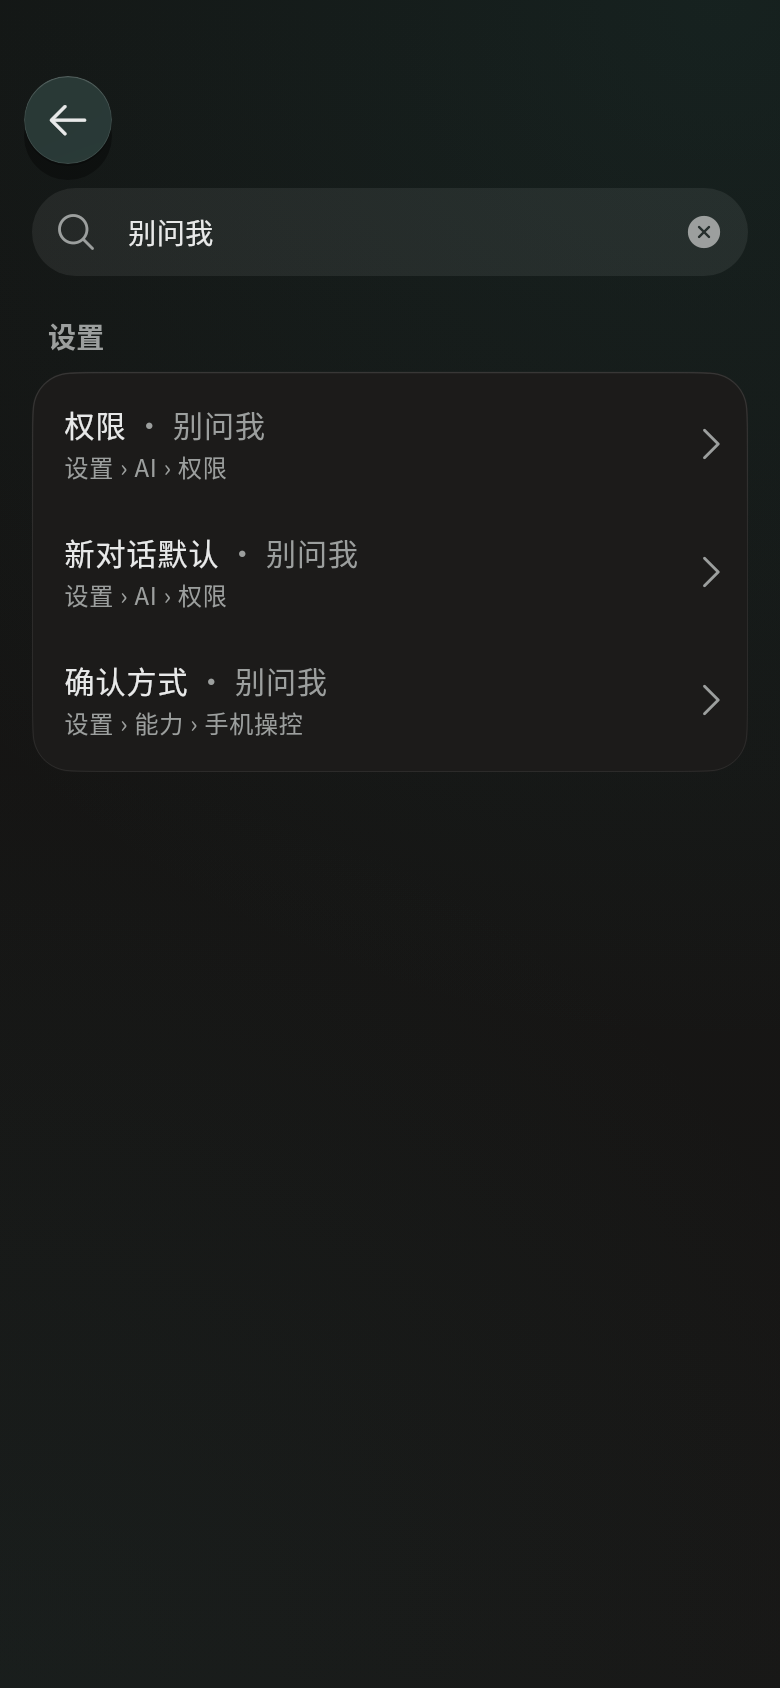 别问我
设置
权限 · 别问我
设置 › AI › 权限
新对话默认 · 别问我
设置 › AI › 权限
确认方式 · 别问我
设置 › 能力 › 手机操控